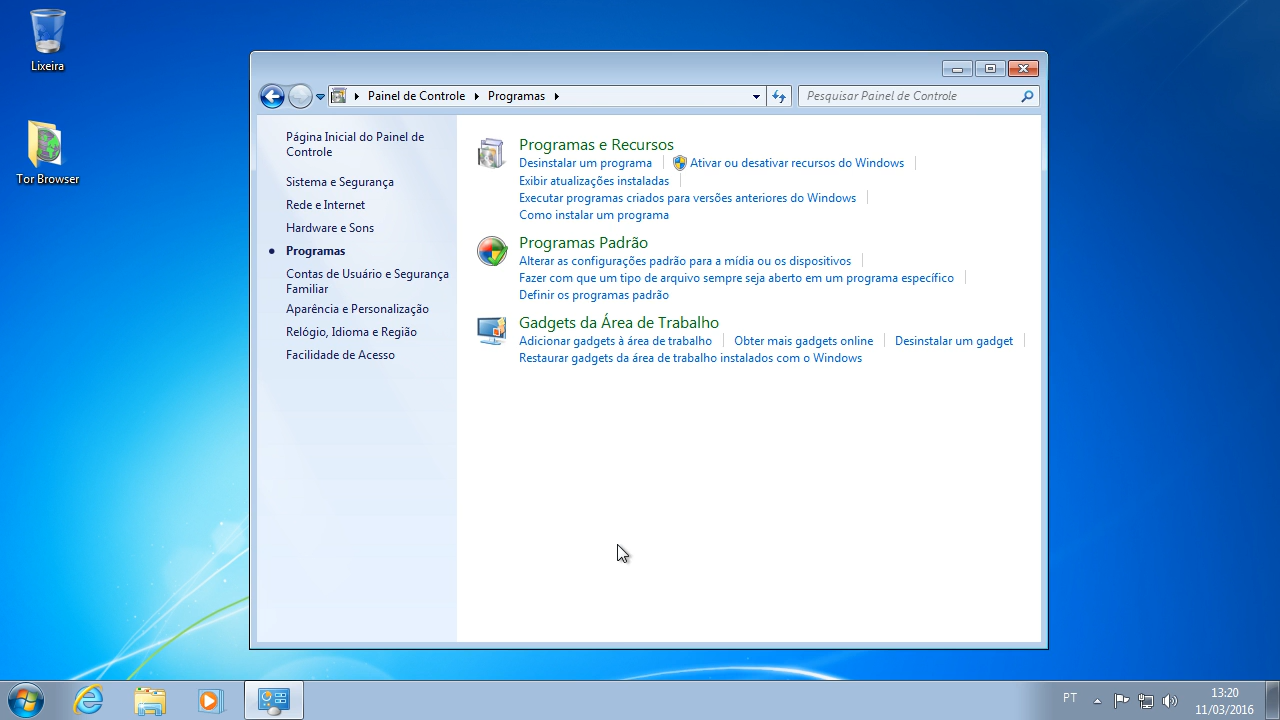 Lixeira
Tor Browser
Painel de Controle
Programas
Pesquisar Painel de Controle
Página Inicial do Painel de
Controle
Sistema e Segurança
Rede e Internet
Hardware e Sons
Programas
Contas de Usuário e Segurança
Familiar
Aparência e Personalização
Relógio, Idioma e Região
Facilidade de Acesso
Programas e Recursos
Desinstalar um programa
Ativar ou desativar recursos do Windows
Exibir atualizações instaladas
Executar programas criados para versões anteriores do Windows
Como instalar um programa
Programas Padrão
Alterar as configurações padrão para a mídia ou os dispositivos
Fazer com que um tipo de arquivo sempre seja aberto em um programa específico
Definir os programas padrão
Gadgets da Área de Trabalho
Adicionar gadgets à área de trabalho
Obter mais gadgets online
Desinstalar um gadget
Restaurar gadgets da área de trabalho instalados com o Windows
PT
13:20
11/03/2016